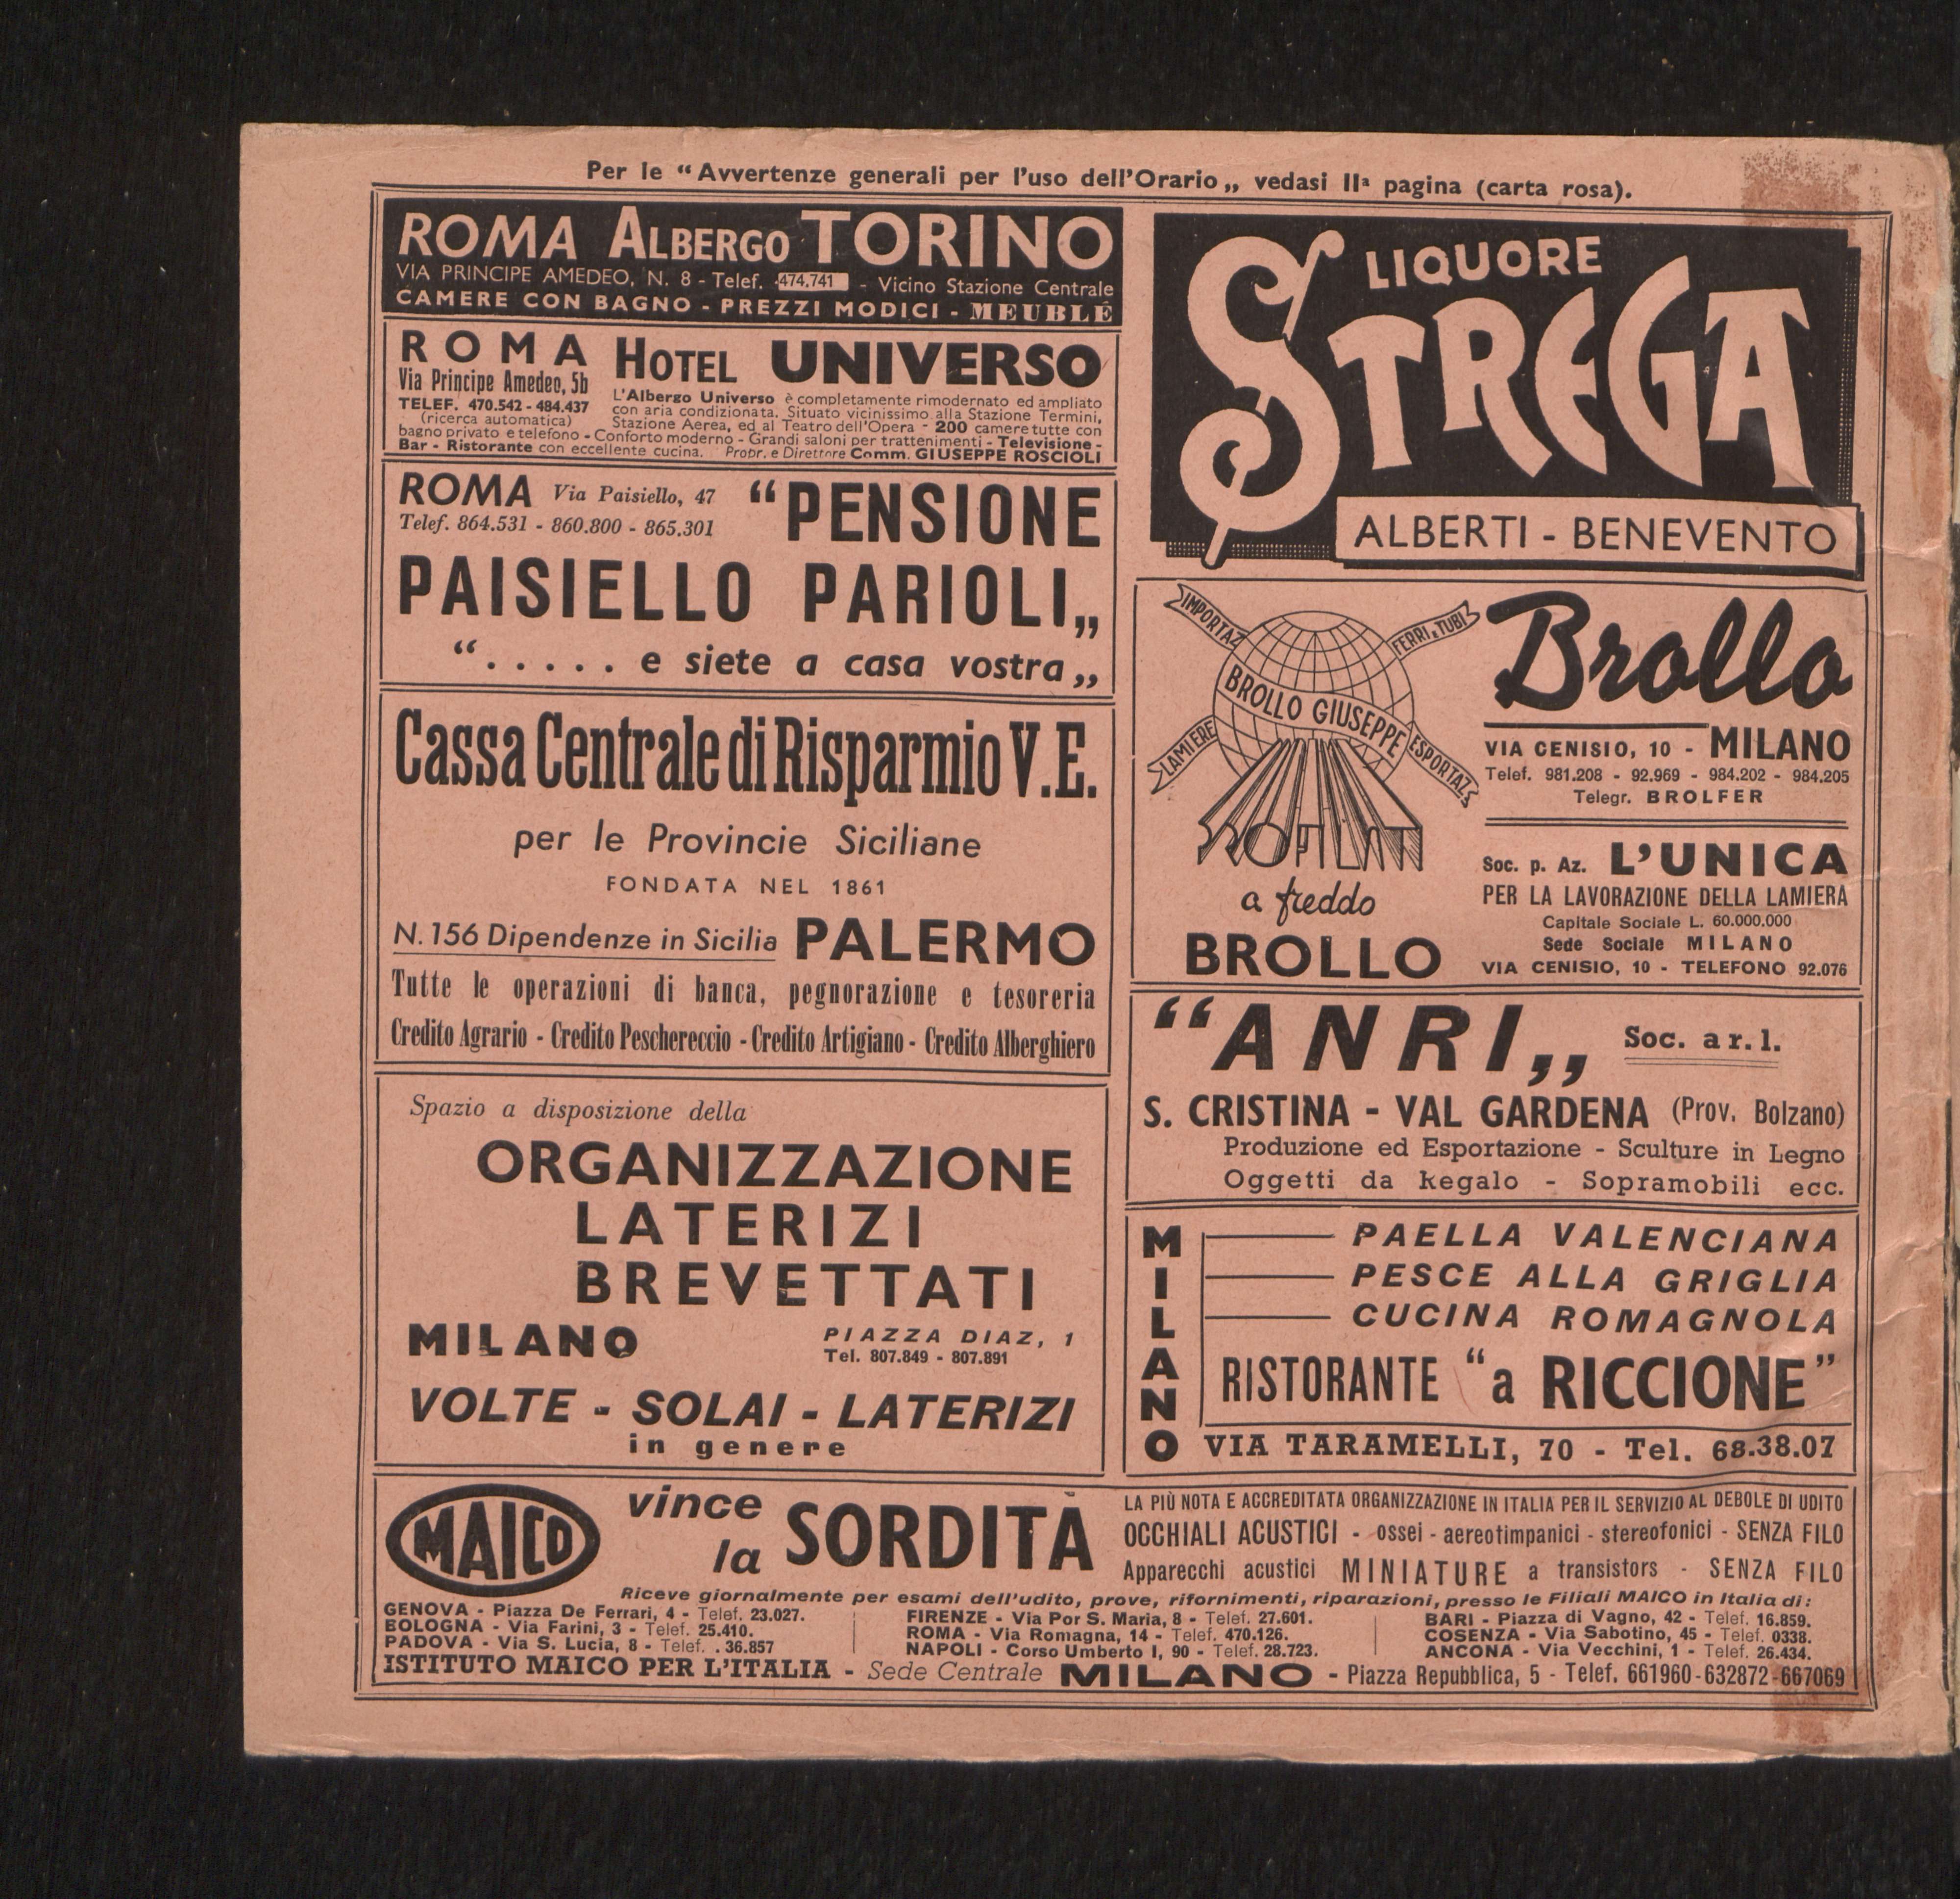 Per le "Avvertenze generali per l'uso dell'Orario„ vedasi IIª pagina (carta rosa).
ROMA ALBERGO TORINO
VIA PRINCIPE AMEDEO, N. 8 - Telef. 474.741 - Vicino Stazione Centrale
CAMERE CON BAGNO - PREZZI MODICI - MEUBLÉ
ROMA HOTEL UNIVERSO
Via Principe Amedeo, 5b
TELEF. 470.542 - 484.437
(ricerca automatica)
L'Albergo Universo è completamente rimodernato ed ampliato
con aria condizionata. Situato vicinissimo alla Stazione Termini,
Stazione Aerea, ed al Teatro dell'Opera - 200 camere tutte con
bagno privato e telefono - Conforto moderno - Grandi saloni per trattenimenti - Televisione -
Bar - Ristorante con eccellente cucina. Propr. e Direttore Comm. GIUSEPPE ROSCIOLI
ROMA Via Paisiello, 47 "PENSIONE
Telef. 864.531 - 860.800 - 865.301
PAISIELLO PARIOLI„
"..... e siete a casa vostra„
Cassa Centrale di Risparmio V.E.
per le Provincie Siciliane
FONDATA NEL 1861
N. 156 Dipendenze in Sicilia PALERMO
Tutte le operazioni di banca, pegnorazione e tesoreria
Credito Agrario - Credito Peschereccio - Credito Artigiano - Credito Alberghiero
Spazio a disposizione della
ORGANIZZAZIONE
LATERIZI
BREVETTATI
MILANO PIAZZA DIAZ, 1
Tel. 807.849 - 807.891
VOLTE - SOLAI - LATERIZI
in genere
LIQUORE
STREGA
ALBERTI - BENEVENTO
IMPORTAZ
FERRI e TUBI
BROLLO GIUSEPPE
LAMIERE
ESPORTAZ
PROFILATI
a freddo
BROLLO
Brollo
VIA CENISIO, 10 - MILANO
Telef. 981.208 - 92.969 - 984.202 - 984.205
Telegr. BROLFER
Soc. p. Az. L'UNICA
PER LA LAVORAZIONE DELLA LAMIERA
Capitale Sociale L. 60.000.000
Sede Sociale MILANO
VIA CENISIO, 10 - TELEFONO 92.076
"ANRI„ Soc. a r. l.
S. CRISTINA - VAL GARDENA (Prov. Bolzano)
Produzione ed Esportazione - Sculture in Legno
Oggetti da kegalo - Sopramobili ecc.
MILANO
PAELLA VALENCIANA
PESCE ALLA GRIGLIA
CUCINA ROMAGNOLA
RISTORANTE "a RICCIONE"
VIA TARAMELLI, 70 - Tel. 68.38.07
MAICO
vince
la SORDITÀ
LA PIÙ NOTA E ACCREDITATA ORGANIZZAZIONE IN ITALIA PER IL SERVIZIO AL DEBOLE DI UDITO
OCCHIALI ACUSTICI - ossei - aereotimpanici - stereofonici - SENZA FILO
Apparecchi acustici MINIATURE a transistors - SENZA FILO
Riceve giornalmente per esami dell'udito, prove, rifornimenti, riparazioni, presso le Filiali MAICO in Italia di:
GENOVA - Piazza De Ferrari, 4 - Telef. 23.027.
BOLOGNA - Via Farini, 3 - Telef. 25.410.
PADOVA - Via S. Lucia, 8 - Telef. . 36.857
FIRENZE - Via Por S. Maria, 8 - Telef. 27.601.
ROMA - Via Romagna, 14 - Telef. 470.126.
NAPOLI - Corso Umberto I, 90 - Telef. 28.723.
BARI - Piazza di Vagno, 42 - Telef. 16.859.
COSENZA - Via Sabotino, 45 - Telef. 0338.
ANCONA - Via Vecchini, 1 - Telef. 26.434.
ISTITUTO MAICO PER L'ITALIA - Sede Centrale MILANO - Piazza Repubblica, 5 - Telef. 661960-632872-667069